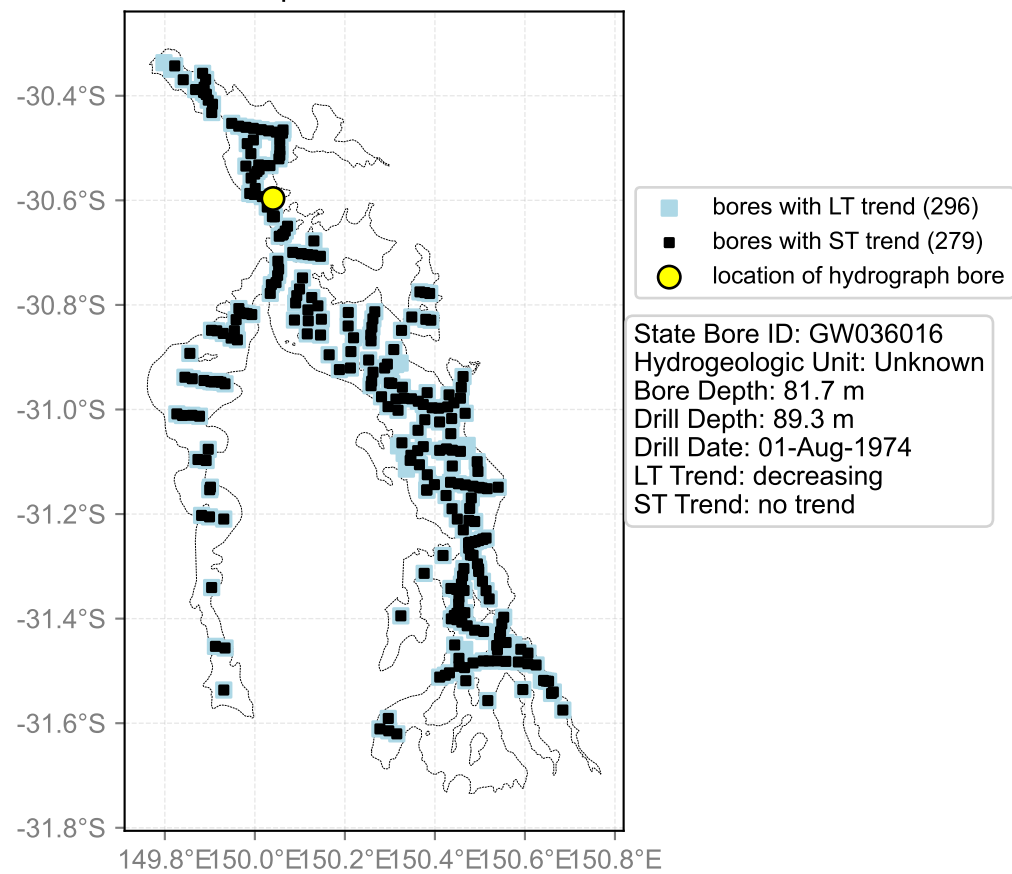 -30.4°S
-30.6°S
-30.8°S
-31.0°S
-31.2°S
-31.4°S
-31.6°S
-31.8°S
149.8°E150.0°E150.2°E150.4°E150.6°E150.8°E
bores with LT trend (296)
bores with ST trend (279)
location of hydrograph bore
State Bore ID: GW036016
Hydrogeologic Unit: Unknown
Bore Depth: 81.7 m
Drill Depth: 89.3 m
Drill Date: 01-Aug-1974
LT Trend: decreasing
ST Trend: no trend